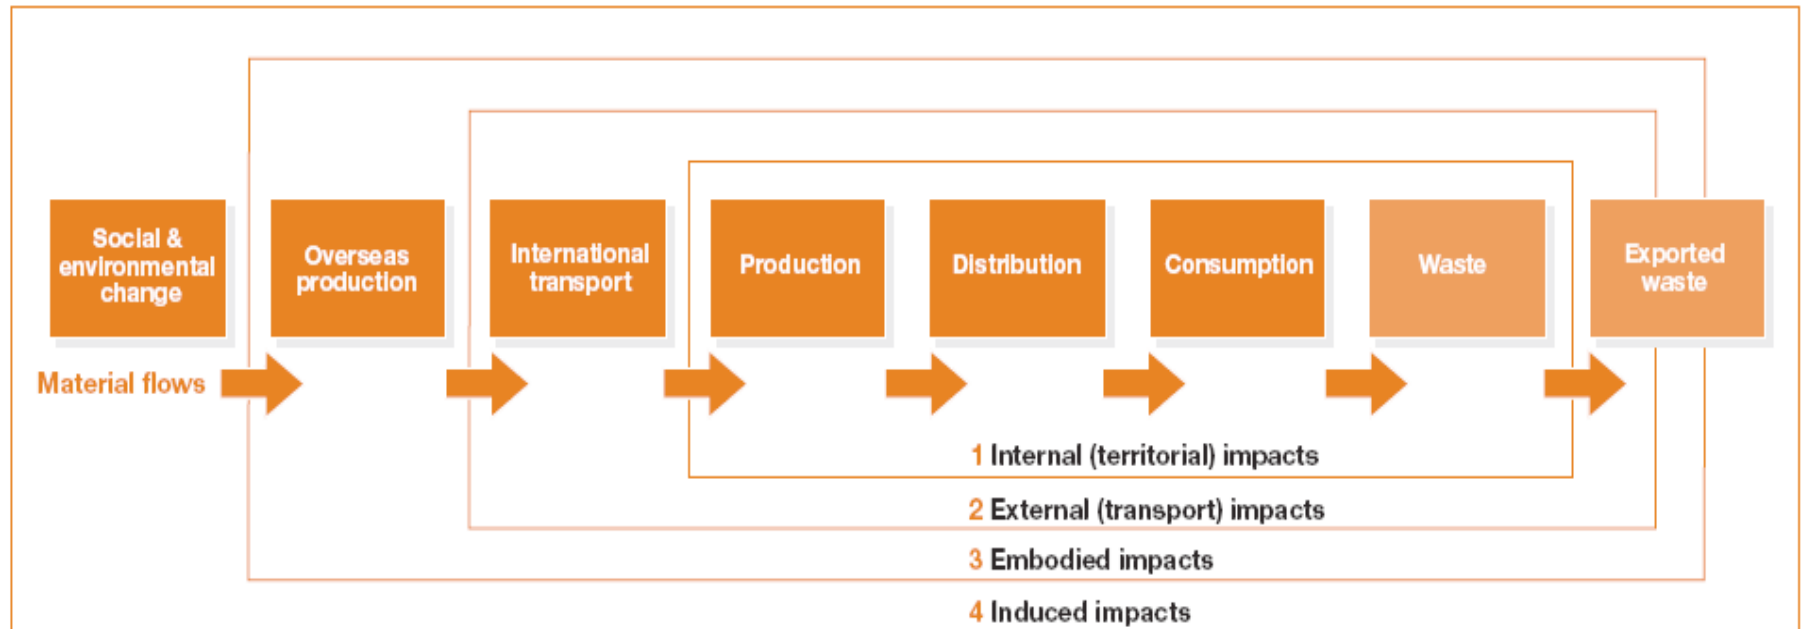 Social &
environmental
change
Overseas
production
International
transport
Production
Distribution
Consumption
Waste
Exported
waste
Material flows
1 Internal (territorial) impacts
2 External (transport) impacts
3 Embodied impacts
4 Induced impacts